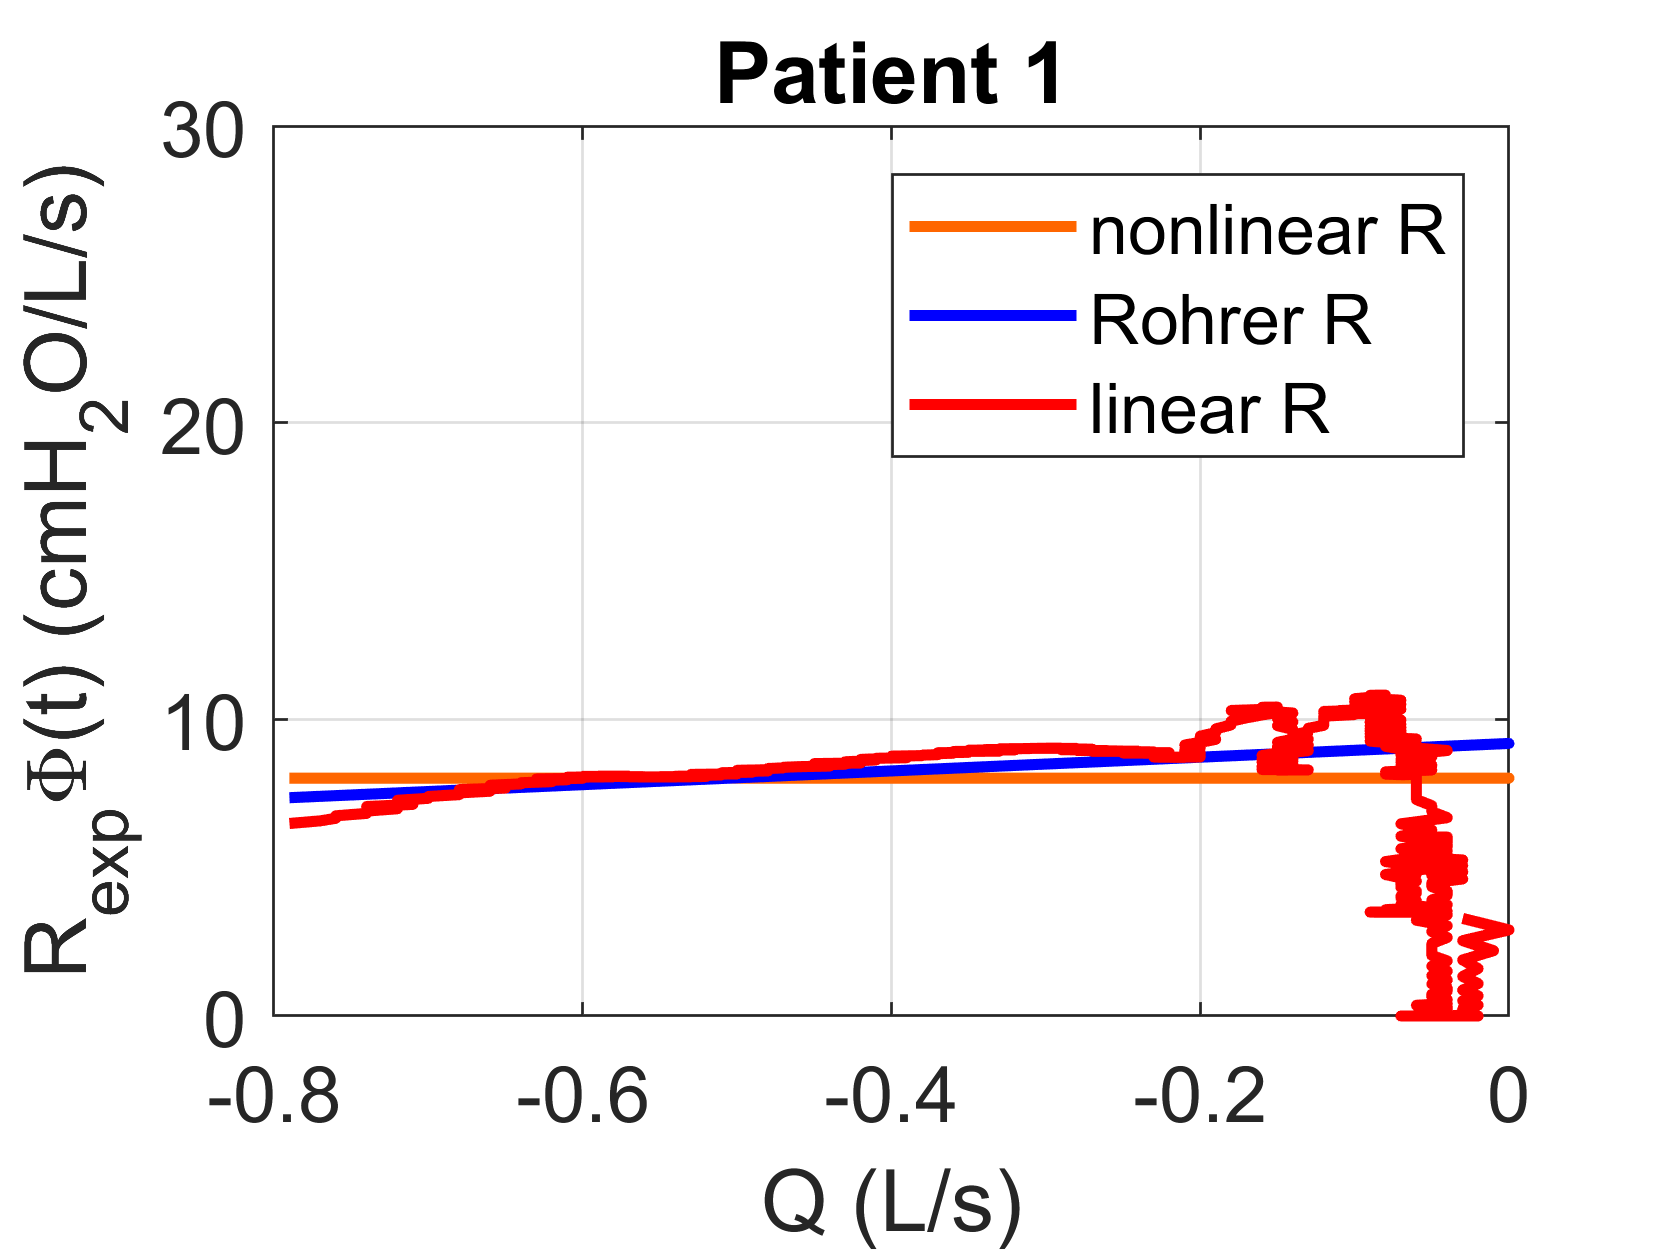 Patient 1
30
20
10
0
-0.8
-0.6
-0.4
-0.2
0
Q (L/s)
R_exp Φ(t) (cmH_2O/L/s)
nonlinear R
Rohrer R
linear R